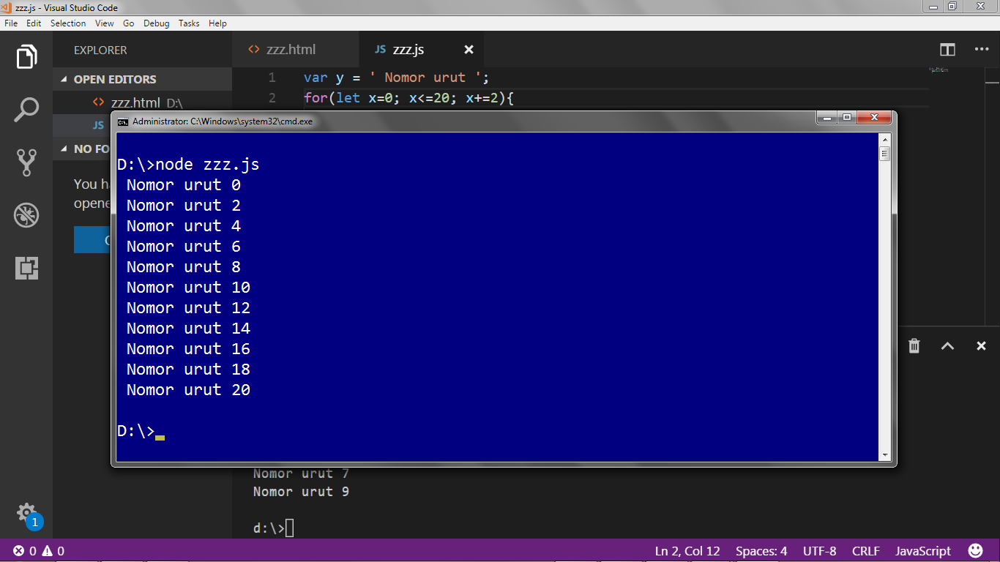 zzz.js - Visual Studio Code
File Edit Selection View Go Debug Tasks Help
EXPLORER
OPEN EDITORS
zzz.html D:\
JS
NO FO
You ha
opene
zzz.html
JS zzz.js
1 var y = ' Nomor urut ';
2 for(let x=0; x<=20; x+=2){
Administrator: C:\Windows\system32\cmd.exe
D:\>node zzz.js
Nomor urut 0
Nomor urut 2
Nomor urut 4
Nomor urut 6
Nomor urut 8
Nomor urut 10
Nomor urut 12
Nomor urut 14
Nomor urut 16
Nomor urut 18
Nomor urut 20
D:\>
Nomor urut 7
Nomor urut 9
d:\>
1
0 0
Ln 2, Col 12 Spaces: 4 UTF-8 CRLF JavaScript